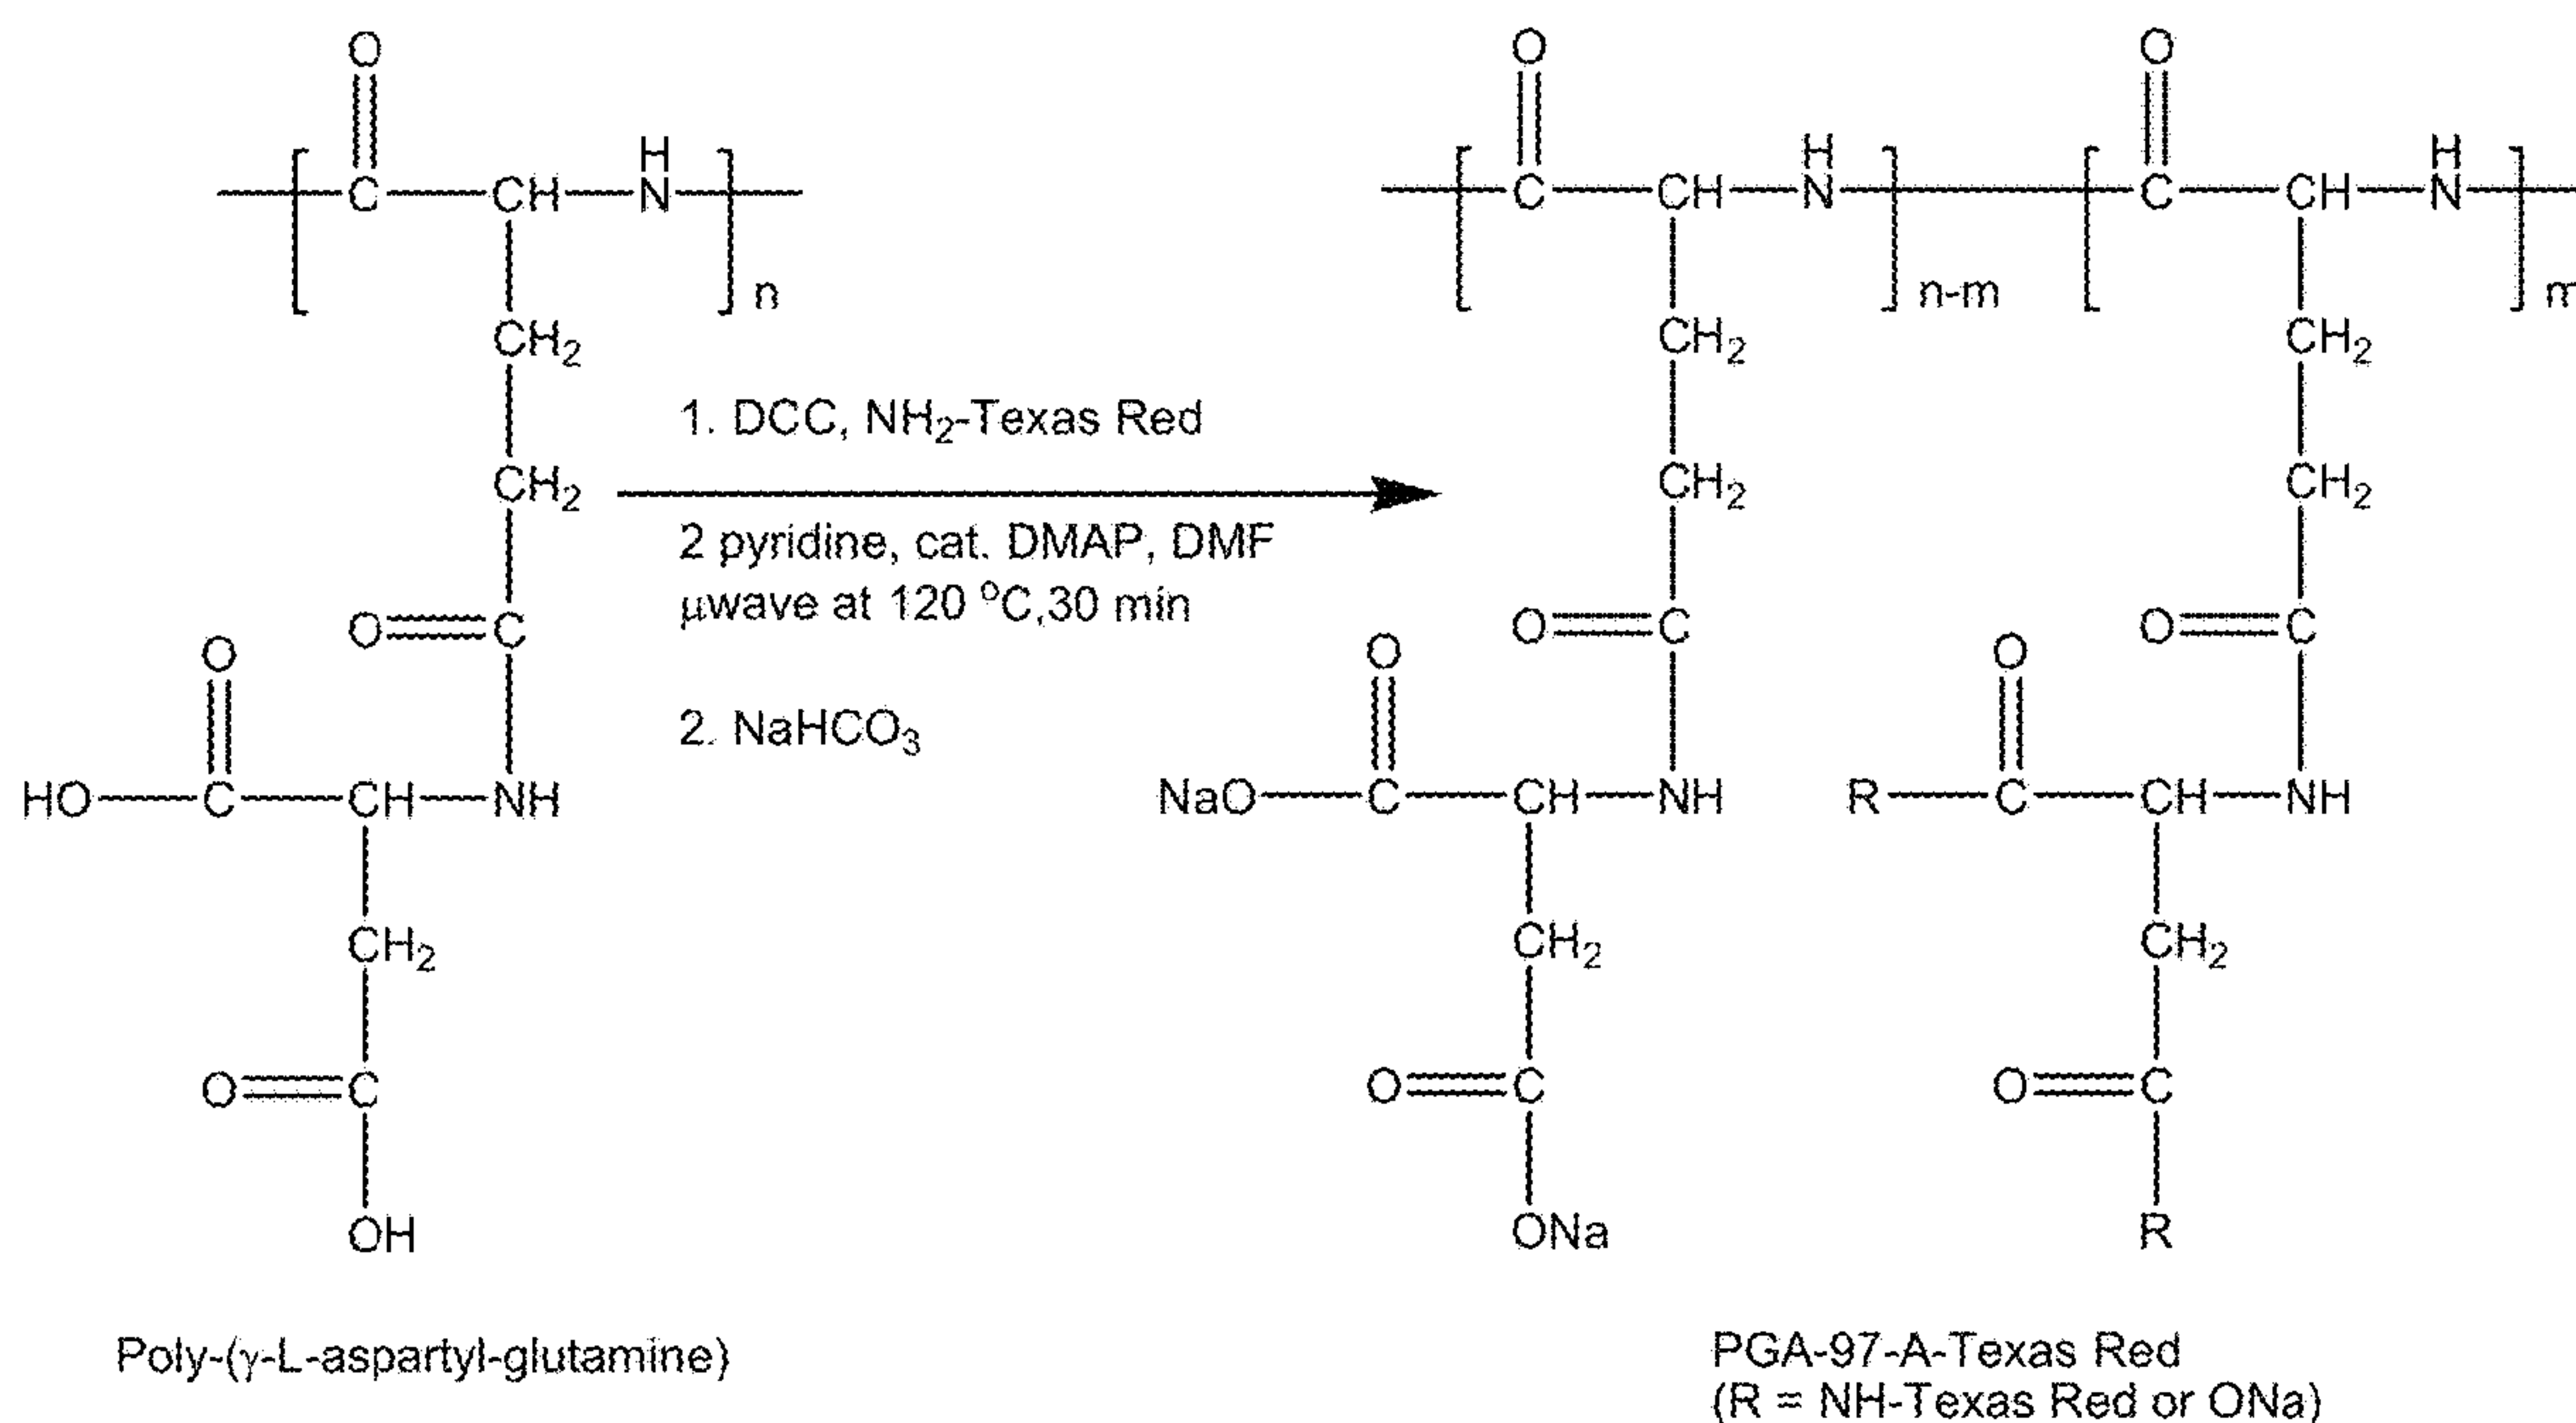 O
C
CH
H
N
n
CH2
CH2
O
C
O
HO
C
CH
NH
CH2
O
C
OH
Poly-(γ-L-aspartyl-glutamine)
1. DCC, NH2-Texas Red
2 pyridine, cat. DMAP, DMF
μwave at 120 °C,30 min
2. NaHCO3
O
C
CH
H
N
n-m
CH2
CH2
O
C
O
NaO
C
CH
NH
CH2
O
C
ONa
O
C
CH
H
N
m
CH2
CH2
O
C
O
R
C
CH
NH
CH2
O
C
R
PGA-97-A-Texas Red
(R = NH-Texas Red or ONa)